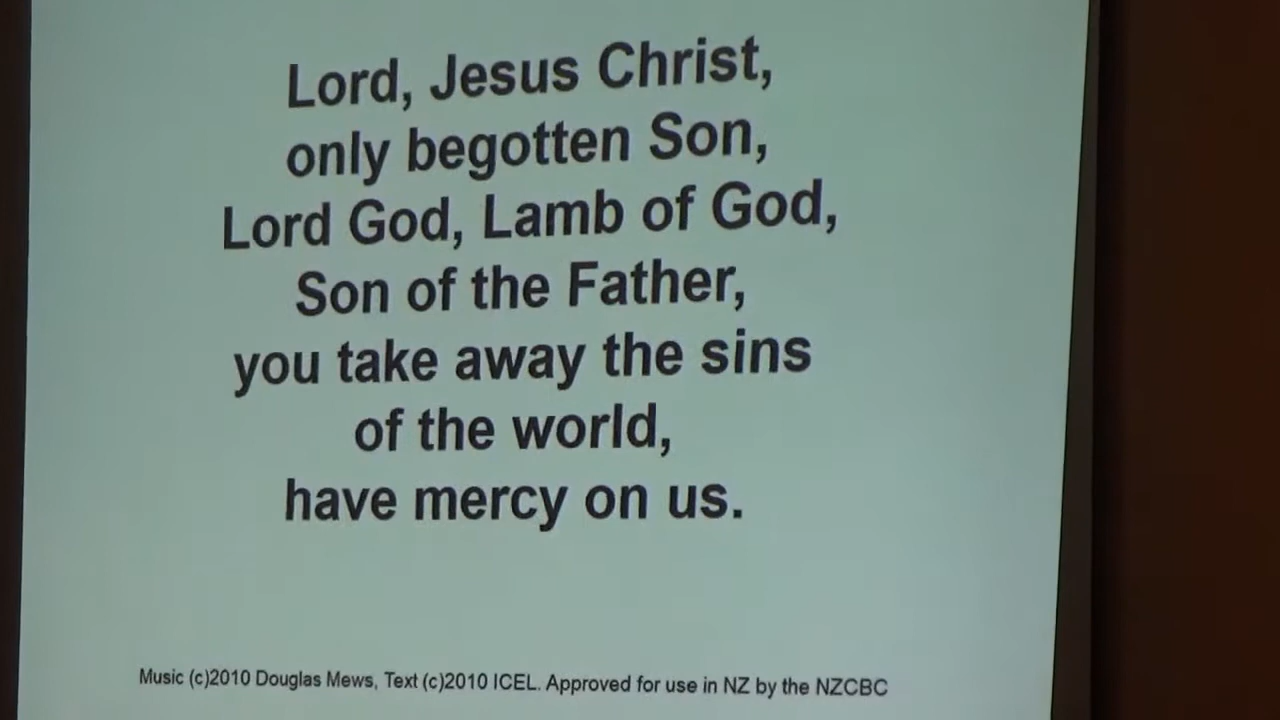 Lord, Jesus Christ,
only begotten Son,
Lord God, Lamb of God,
Son of the Father,
you take away the sins
of the world,
have mercy on us.
Music (c)2010 Douglas Mews, Text (c)2010 ICEL. Approved for use in NZ by the NZCBC